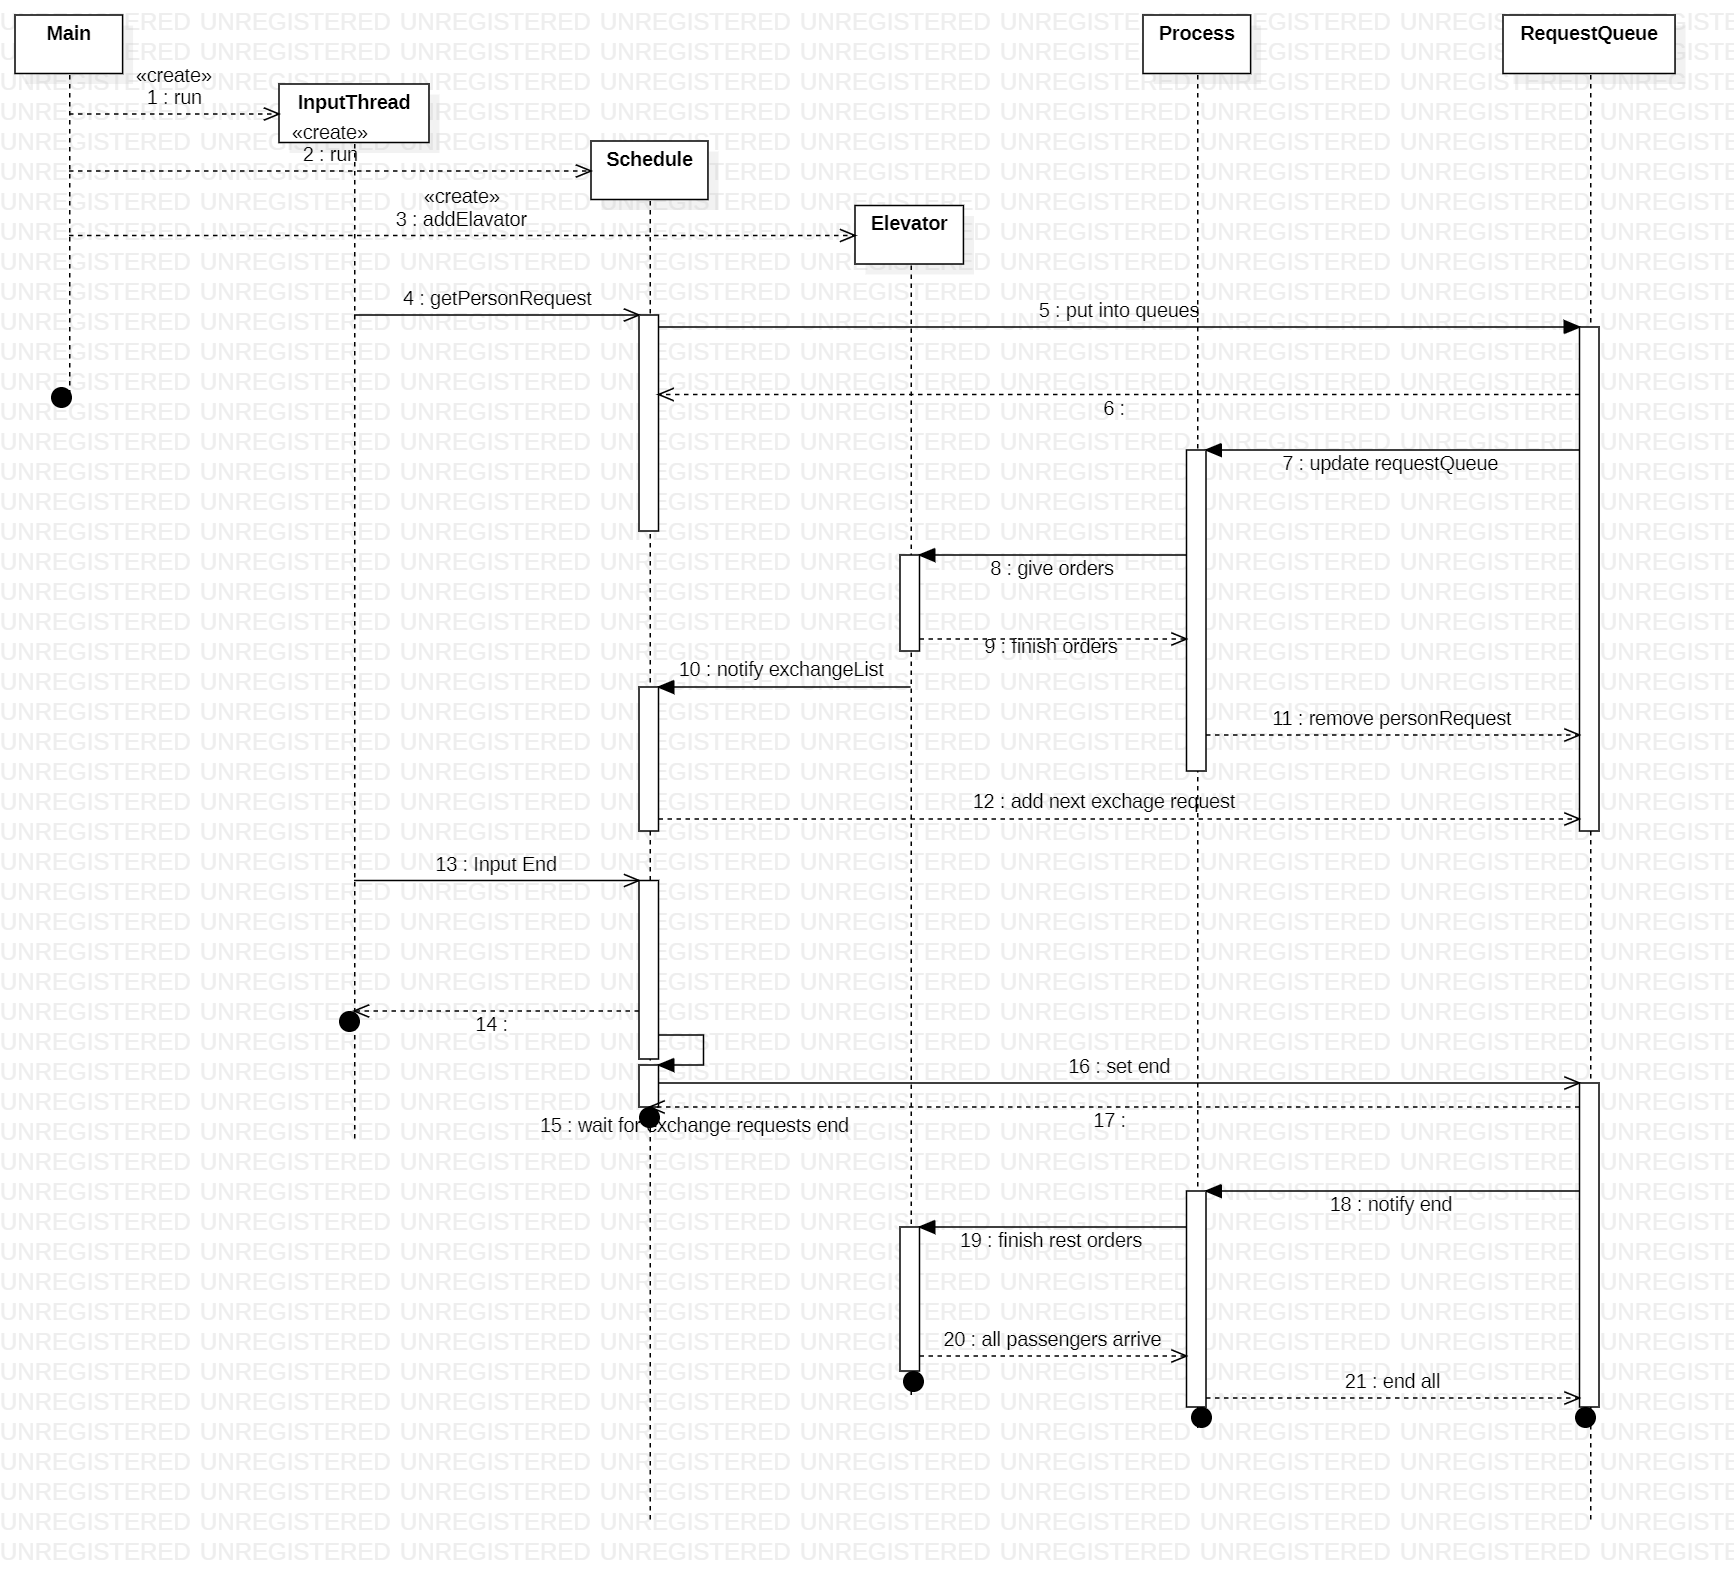 Main
Process
RequestQueue
«create»
1 : run
InputThread
«create»
2 : run
Schedule
«create»
3 : addElavator
Elevator
4 : getPersonRequest
5 : put into queues
6 :
7 : update requestQueue
8 : give orders
9 : finish orders
10 : notify exchangeList
11 : remove personRequest
12 : add next exchage request
13 : Input End
14 :
16 : set end
15 : wait for exchange requests end
17 :
18 : notify end
19 : finish rest orders
20 : all passengers arrive
21 : end all
UNREGISTERED